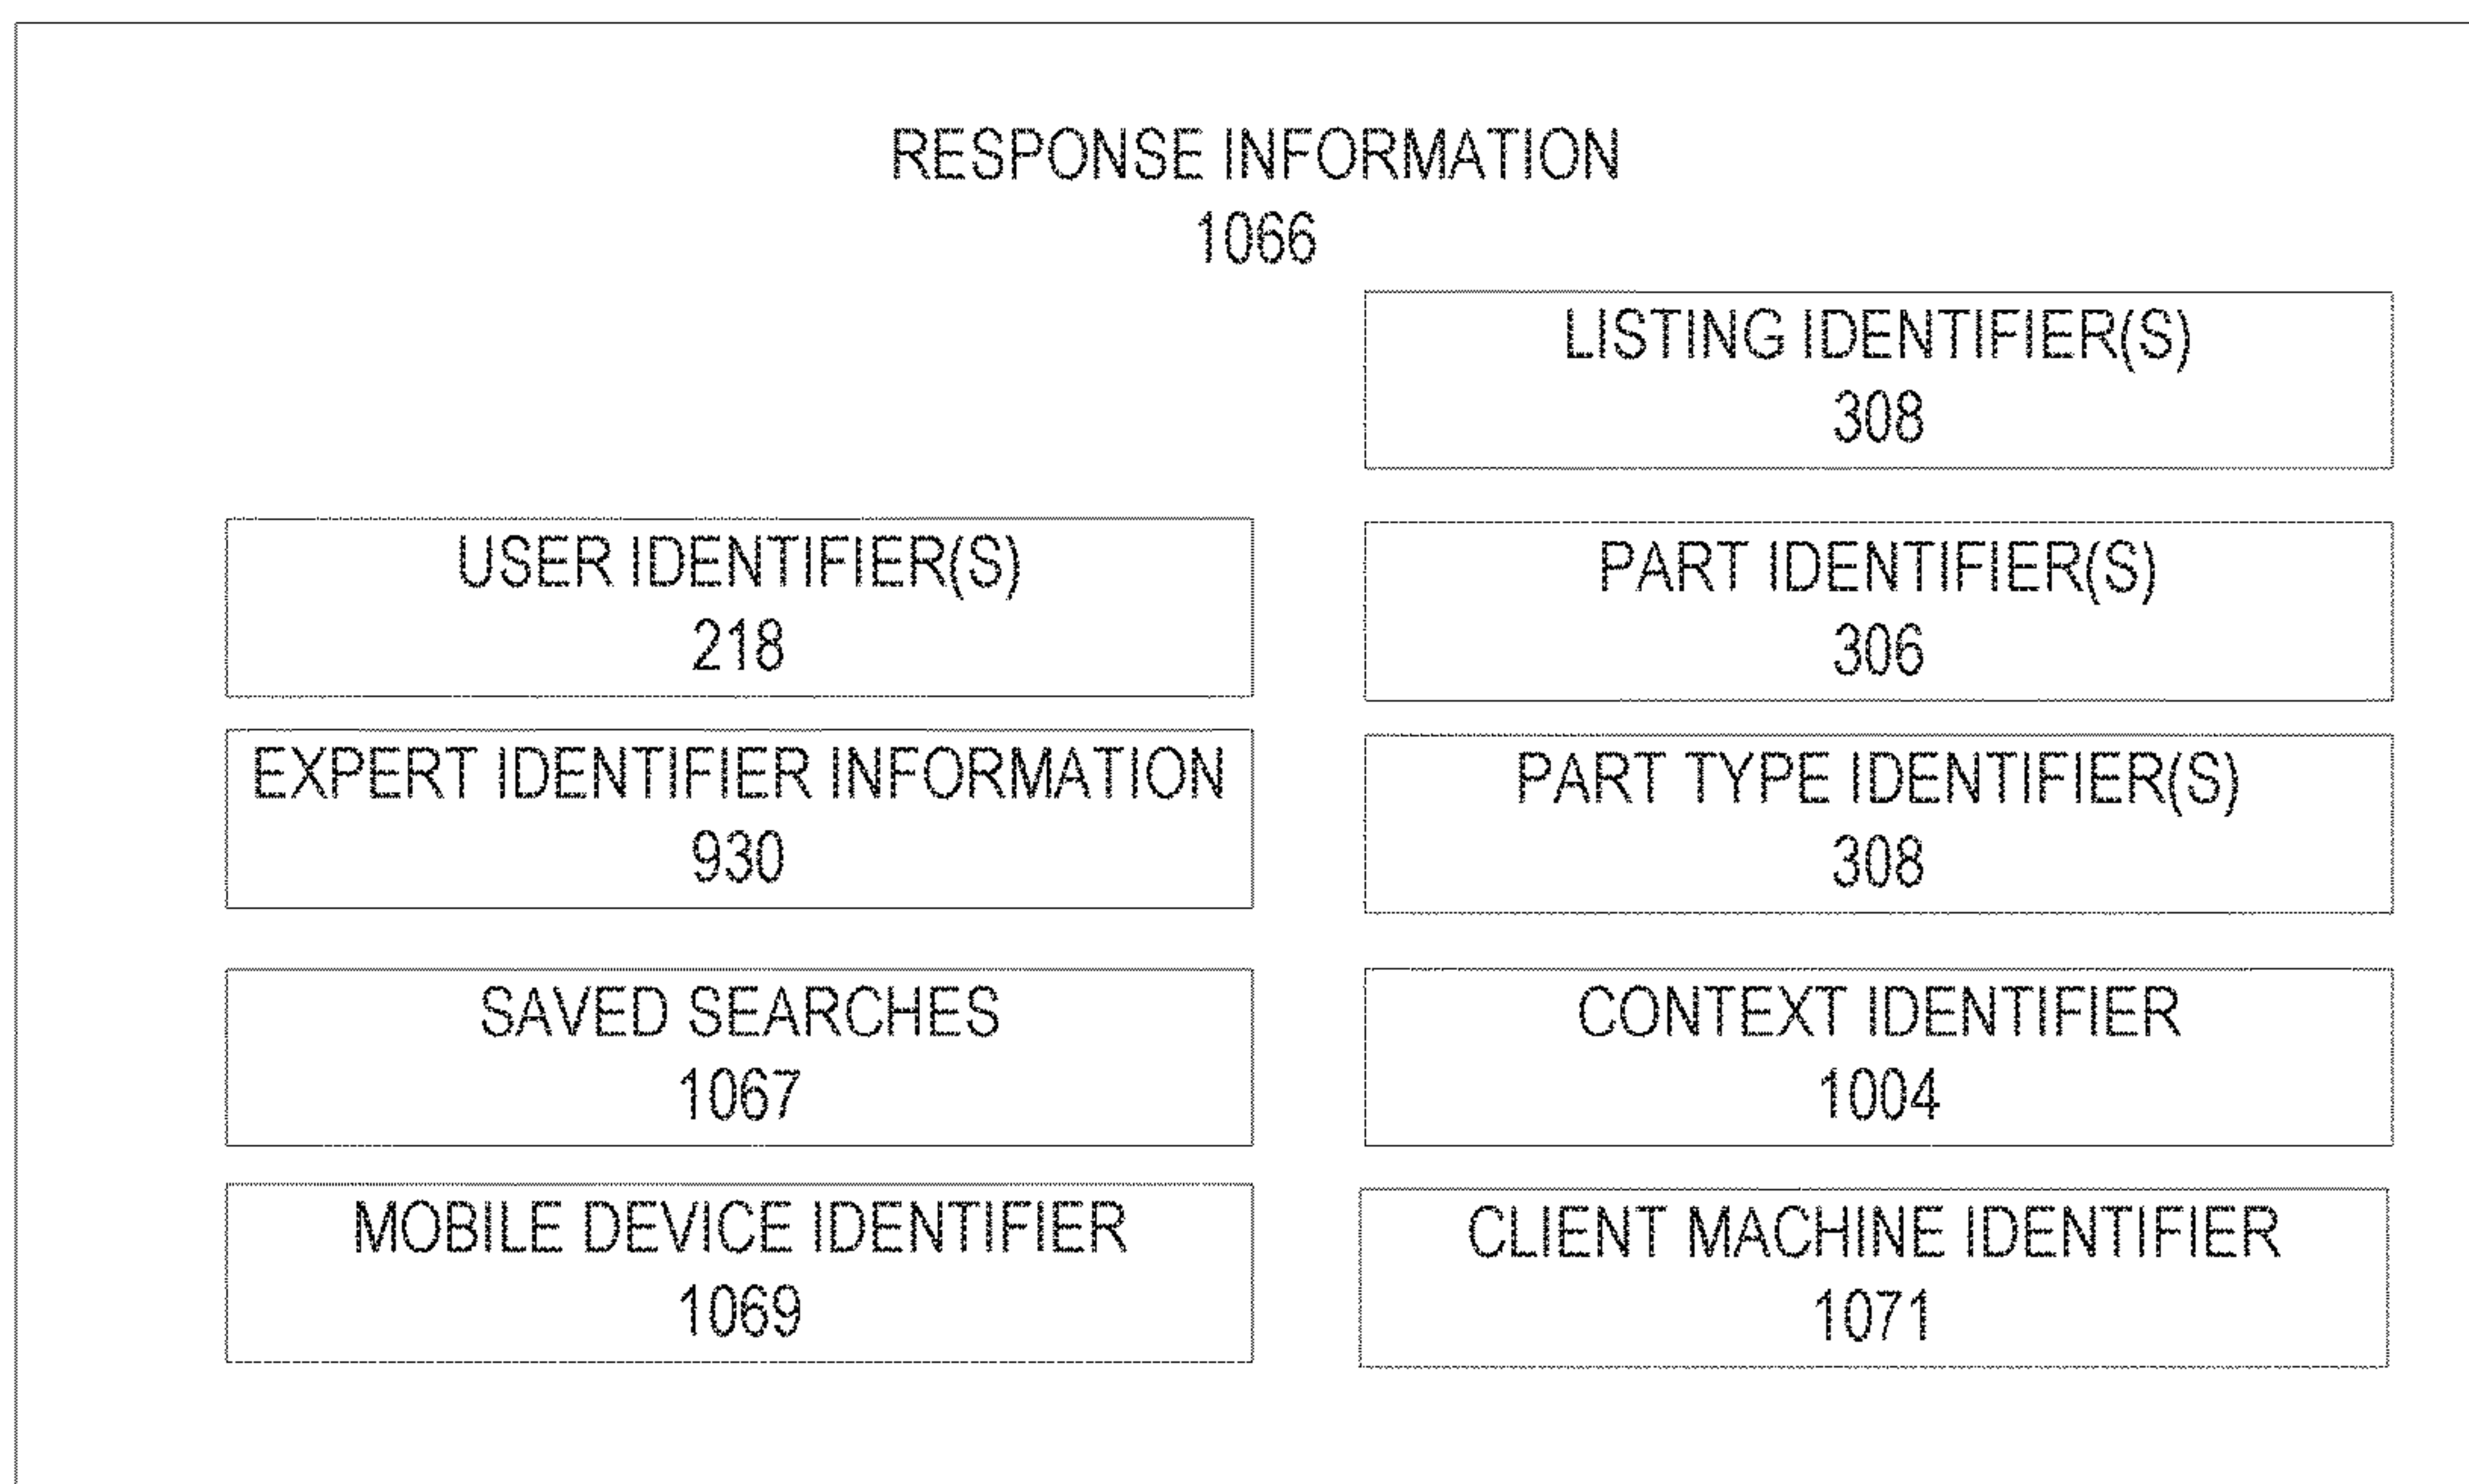 RESPONSE INFORMATION
1066
LISTING IDENTIFIER(S)
308
USER IDENTIFIER(S)
218
PART IDENTIFIER(S)
306
EXPERT IDENTIFIER INFORMATION
930
PART TYPE IDENTIFIER(S)
308
SAVED SEARCHES
1067
CONTEXT IDENTIFIER
1004
MOBILE DEVICE IDENTIFIER
1069
CLIENT MACHINE IDENTIFIER
1071